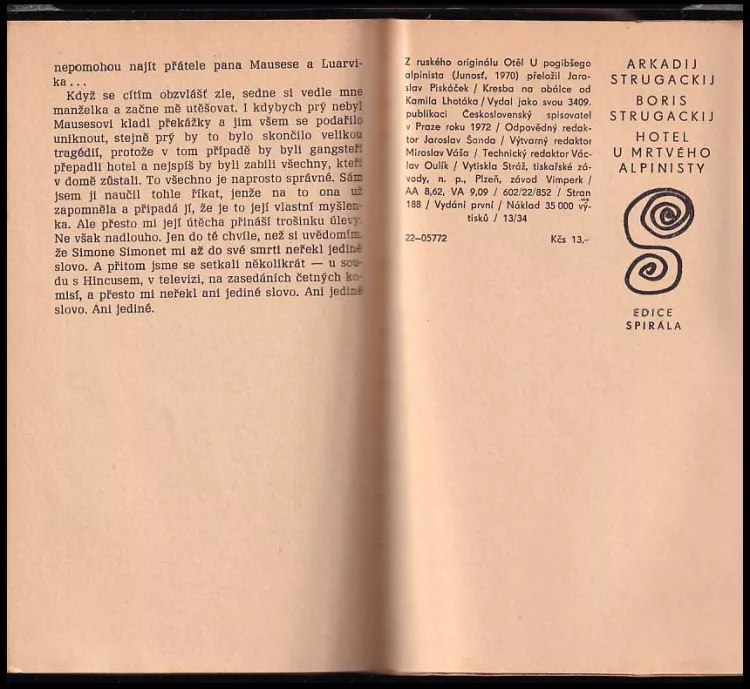 nepomohou najít přátele pana Mausese a Luarvi-
ka...
Když se cítím obzvlášť zle, sedne si vedle mne
manželka a začne mě utěšovat. I kdybych prý nebyl
Mausesovi kladl překážky a jim všem se podařilo
uniknout, stejně prý by to bylo skončilo velikou
tragédií, protože v tom případě by byli gangsteři
přepadli hotel a nejspíš by byli zabili všechny, kteří
v domě zůstali. To všechno je naprosto správné. Sám
jsem ji naučil tohle říkat, jenže na to ona už
zapomněla a připadá jí, že je to její vlastní myšlen-
ka. Ale přesto mi její útěcha přináší trošinku úlevy.
Ne však nadlouho. Jen do té chvíle, než si uvědomím,
že Simone Simonet mi až do své smrti neřekl jediné
slovo. A přitom jsme se setkali několikrát — u sou-
du s Hincusem, v televizi, na zasedáních četných ko-
misí, a přesto mi neřekl ani jediné slovo. Ani jediné
slovo. Ani jediné.
Z ruského originálu Otěl U pogibšego
alpinista (Junosť, 1970) přeložil Jaro-
slav Piskáček / Kresba na obálce od
Kamila Lhotáka / Vydal jako svou 3409.
publikaci Československý spisovatel
v Praze roku 1972 / Odpovědný redak-
tor Jaroslav Šanda / Výtvarný redaktor
Miroslav Váša / Technický redaktor Vác-
lav Oulík / Vytiskla Stráž, tiskařské zá-
vody, n. p., Plzeň, závod Vimperk /
AA 8,62, VA 9,09 / 602/22/852 / Stran
188 / Vydání první / Náklad 35 000 vý-
tisků / 13/34
22–05772 Kčs 13,–
ARKADIJ
STRUGACKIJ
BORIS
STRUGACKIJ
HOTEL
U MRTVÉHO
ALPINISTY
EDICE
SPIRÁLA